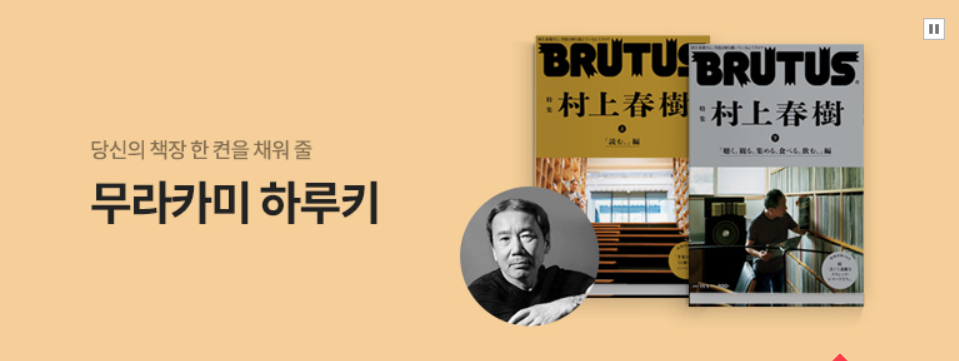 당신의 책장 한 켠을 채워 줄
무라카미 하루키
BRUTUS
特集
村上春樹
上
「読む。」編
BRUTUS
特集
村上春樹
下
「聴く。観る。集める。食べる。飲む。」編